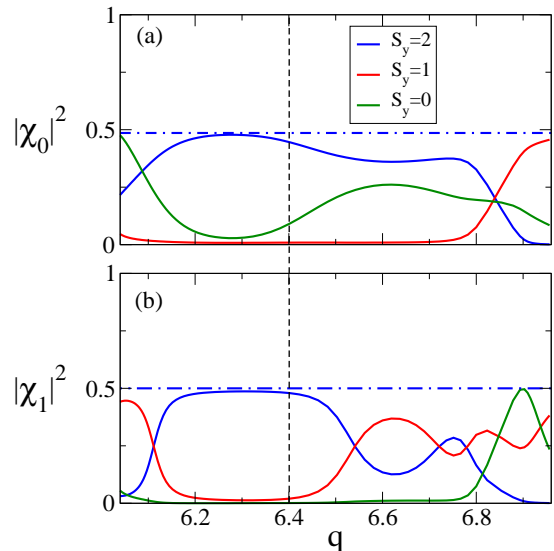 1
(a)
S_y=2
S_y=1
S_y=0
|χ_0|^2
0.5
0
1
(b)
|χ_1|^2
0.5
0
6.2 6.4 6.6 6.8
q